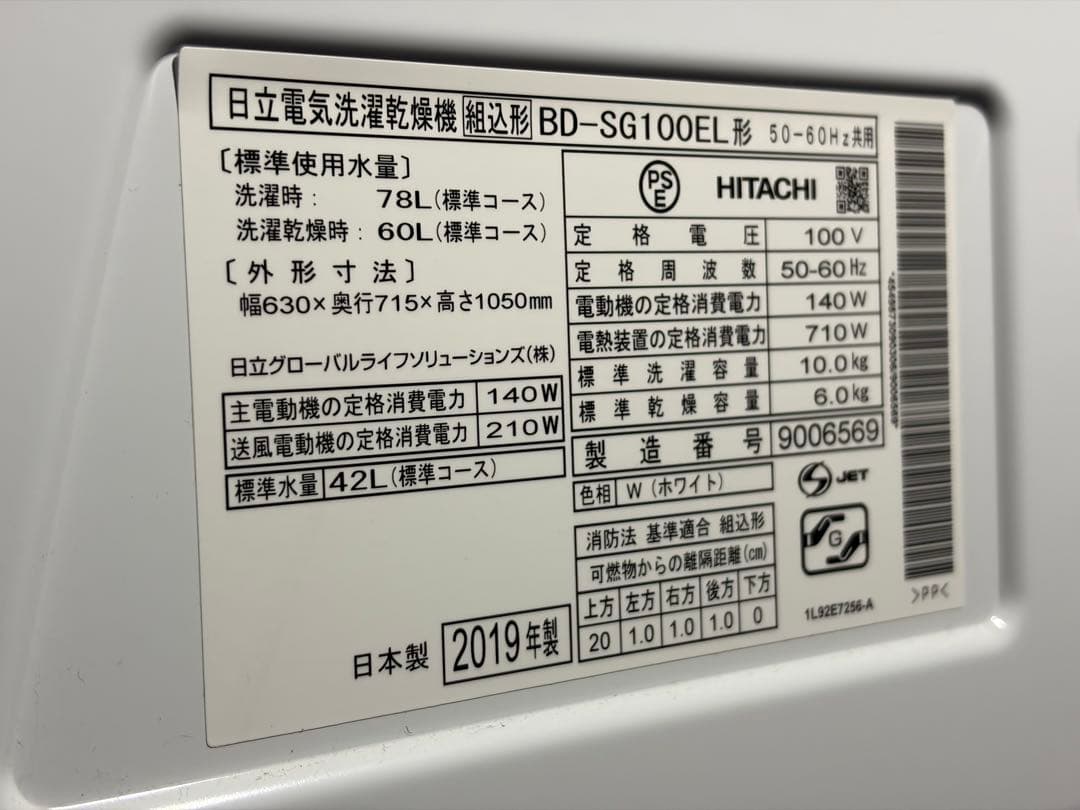 日立電気洗濯乾燥機 組込形 BD-SG100EL形 50-60Hz共用
〔標準使用水量〕
洗濯時： 78L(標準コース)
洗濯乾燥時： 60L(標準コース)
〔外形寸法〕
幅630×奥行715×高さ1050mm
日立グローバルライフソリューションズ(株)
主電動機の定格消費電力 140W
送風電動機の定格消費電力 210W
標準水量 42L(標準コース)
日本製 2019年製
PSE HITACHI
定格電圧 100V
定格周波数 50-60Hz
電動機の定格消費電力 140W
電熱装置の定格消費電力 710W
標準洗濯容量 10.0kg
標準乾燥容量 6.0kg
製造番号 9006569
色相 W(ホワイト)
消防法 基準適合 組込形
可燃物からの離隔距離(cm)
上方 左方 右方 後方 下方
20 1.0 1.0 1.0 0
S JET
G
1L92E7256-A
>PP<